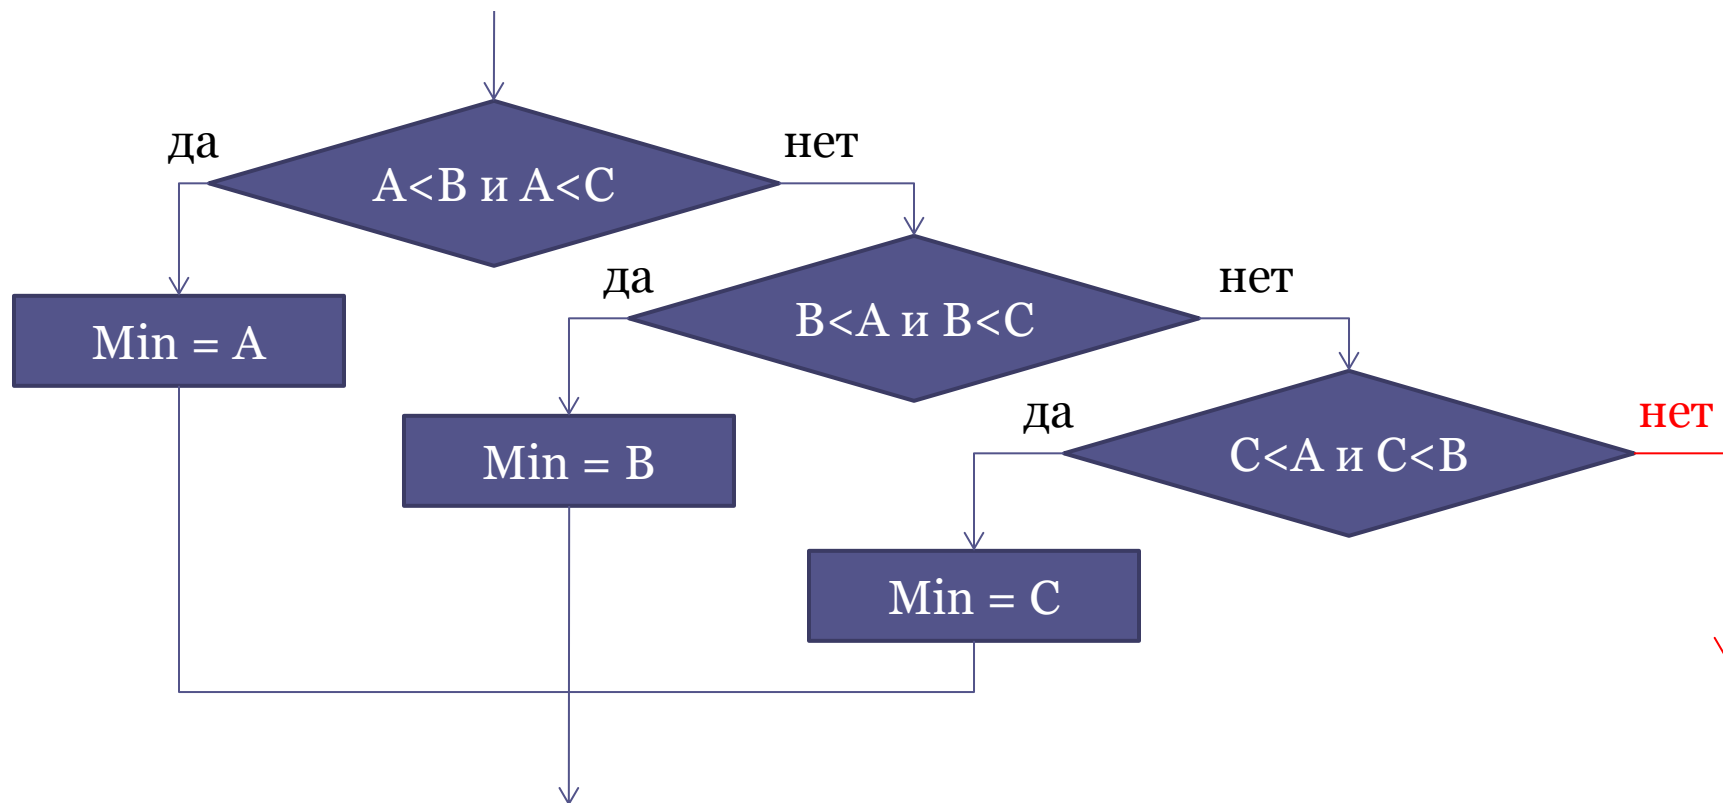 да
нет
A<B и A<C
да
нет
B<A и B<C
Min = A
да
нет
C<A и C<B
Min = B
Min = C